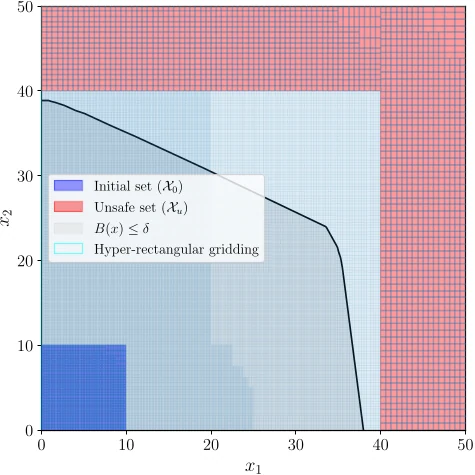 50
40
30
20
10
0
x₂
Initial set (𝒳₀)
Unsafe set (𝒳ᵤ)
B(x) ≤ δ
Hyper-rectangular gridding
0 10 20 30 40 50
x₁